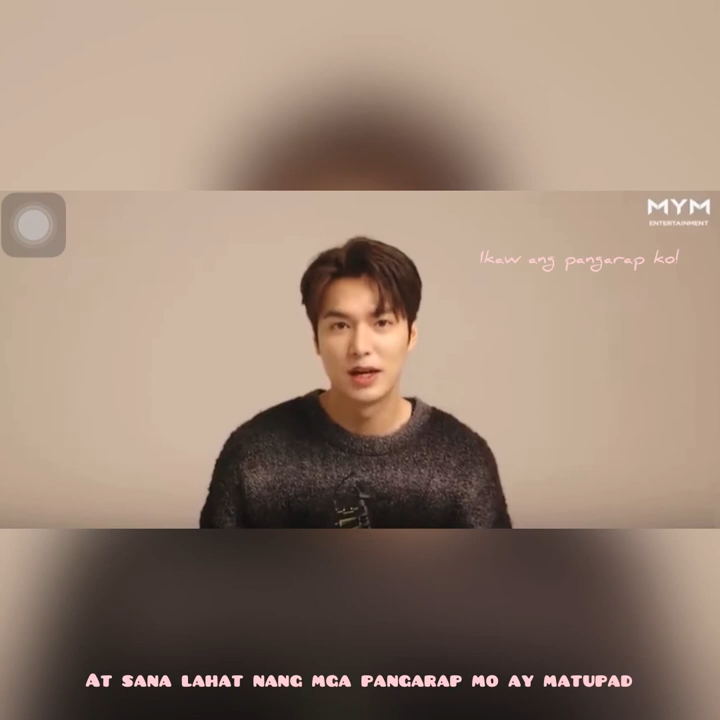 MYM
ENTERTAINMENT
Ikaw ang pangarap ko!
At sana lahat nang mga pangarap mo ay matupad